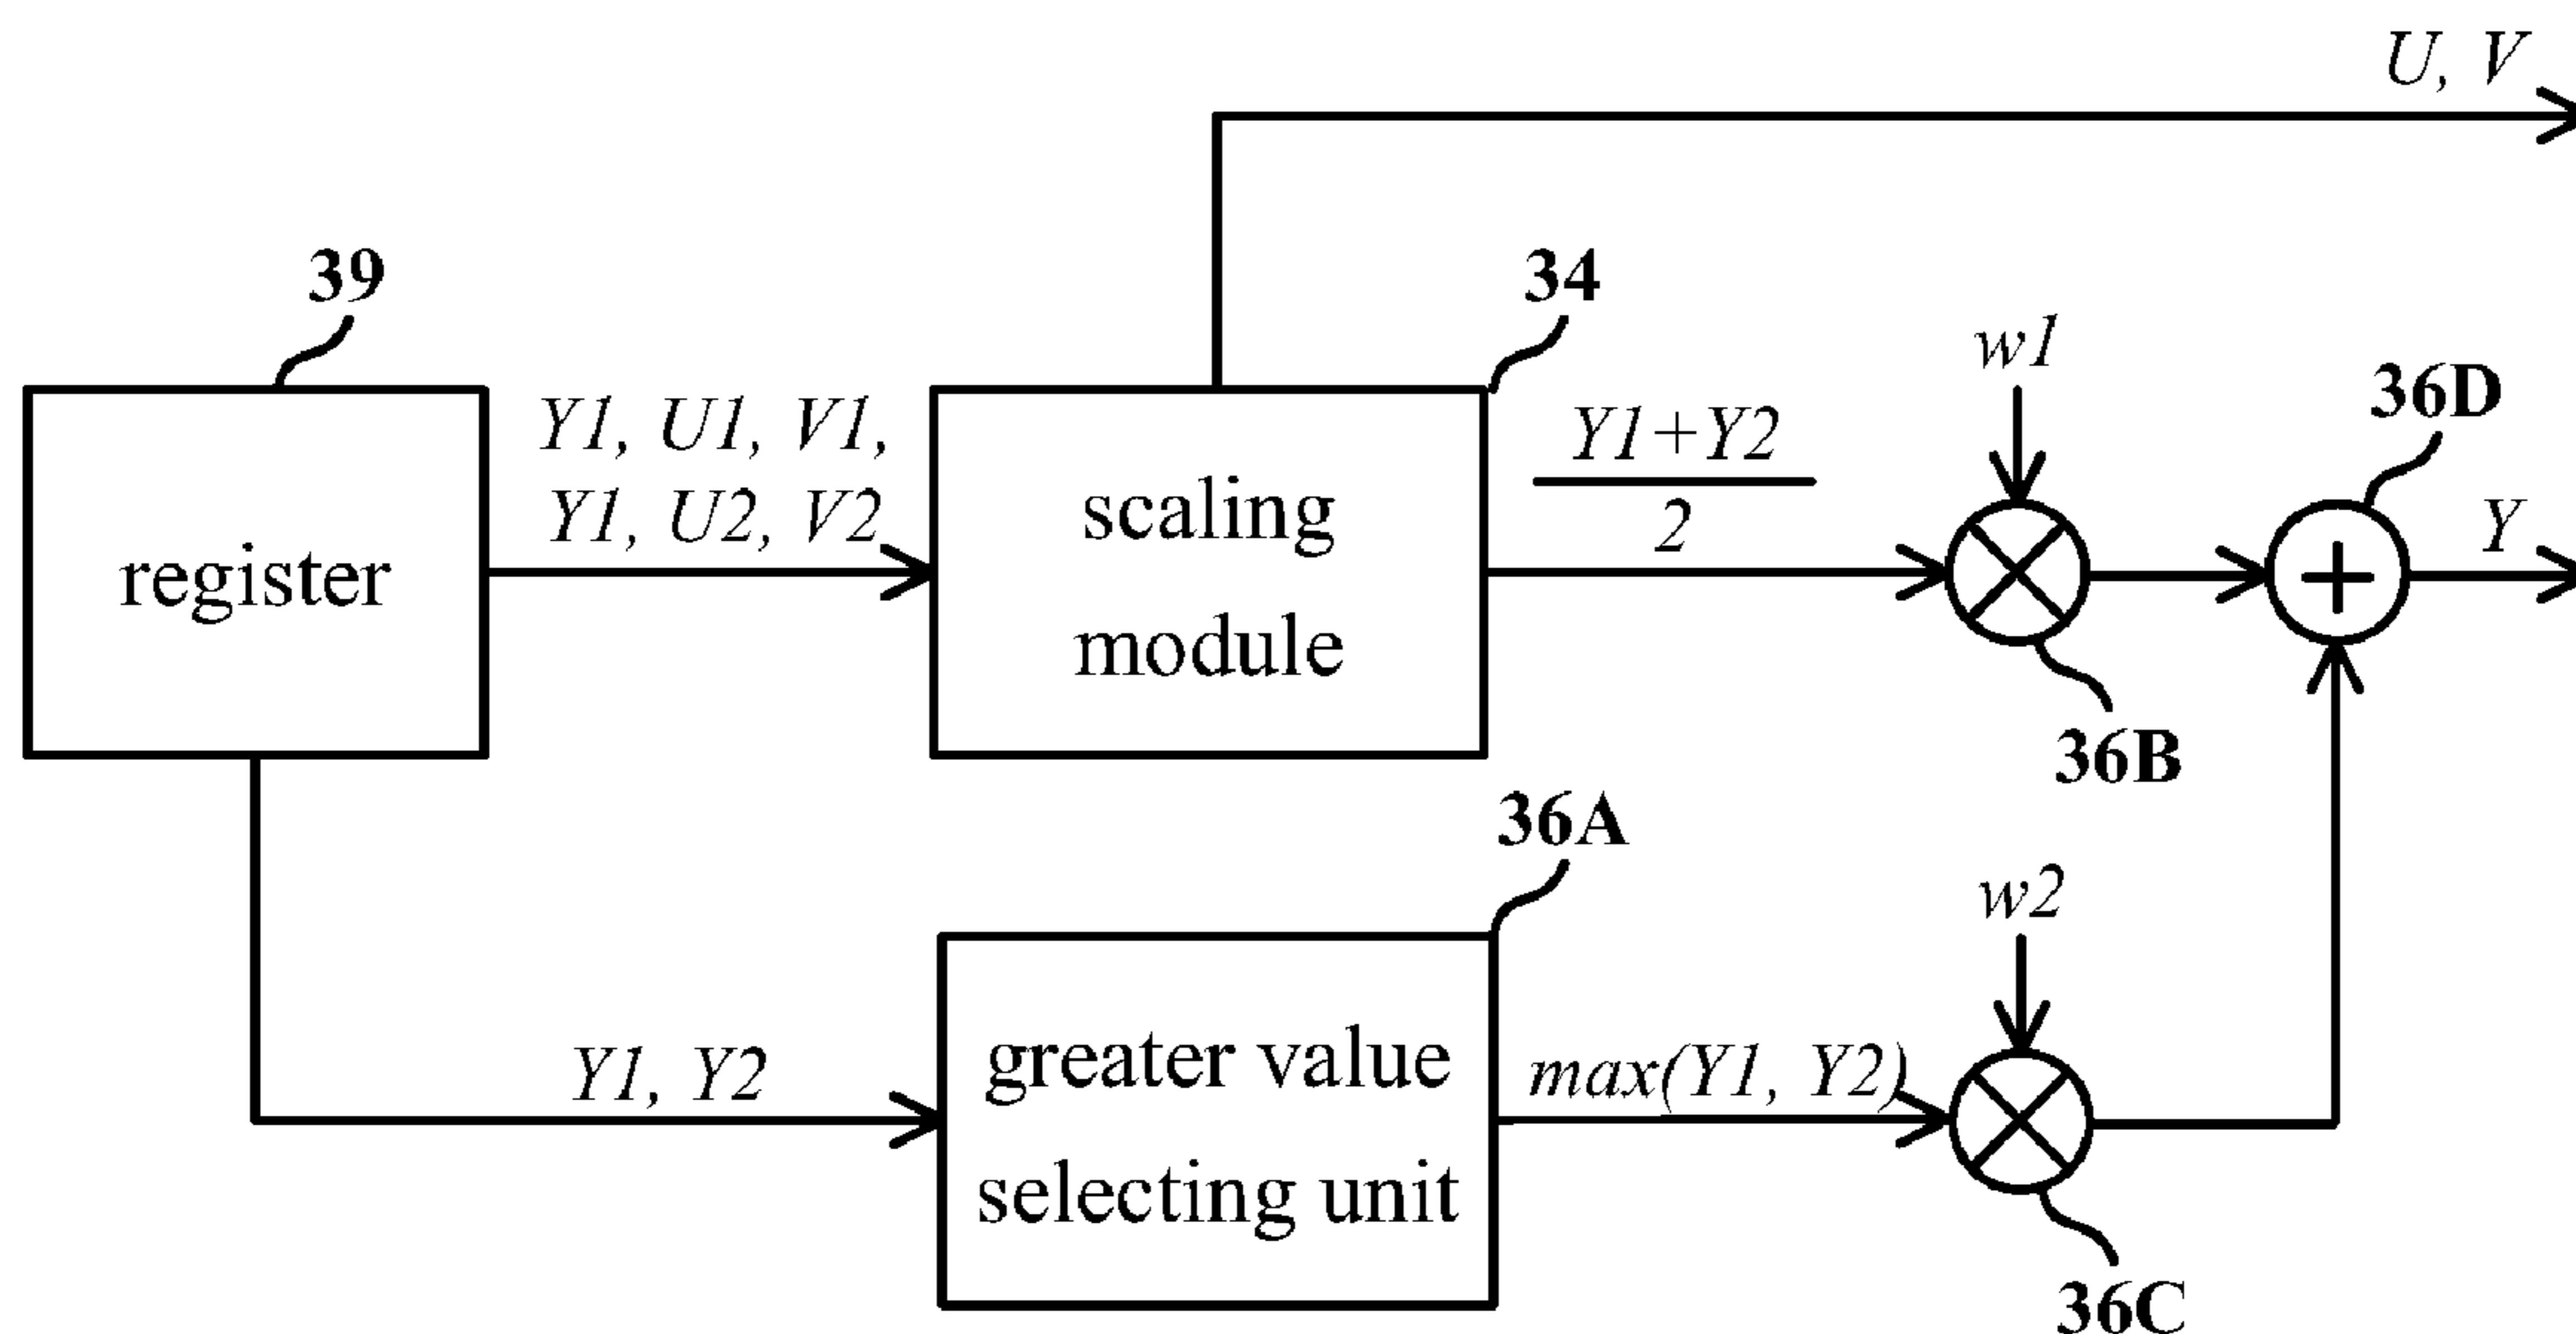 U, V
39
34
w1
36D
Y1, U1, V1,
Y1, U2, V2
register
scaling
module
Y1+Y2
2
Y
36B
36A
w2
Y1, Y2
greater value
selecting unit
max(Y1, Y2)
36C